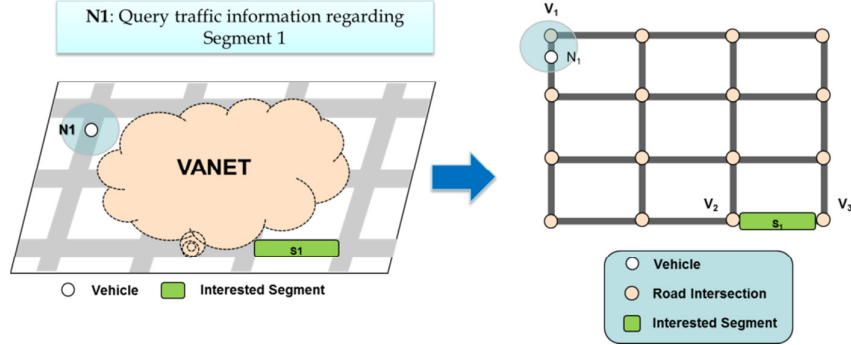 N1: Query traffic information regarding
Segment 1
N1
VANET
S1
Vehicle
Interested Segment
V1
N1
V2
V3
S1
Vehicle
Road Intersection
Interested Segment